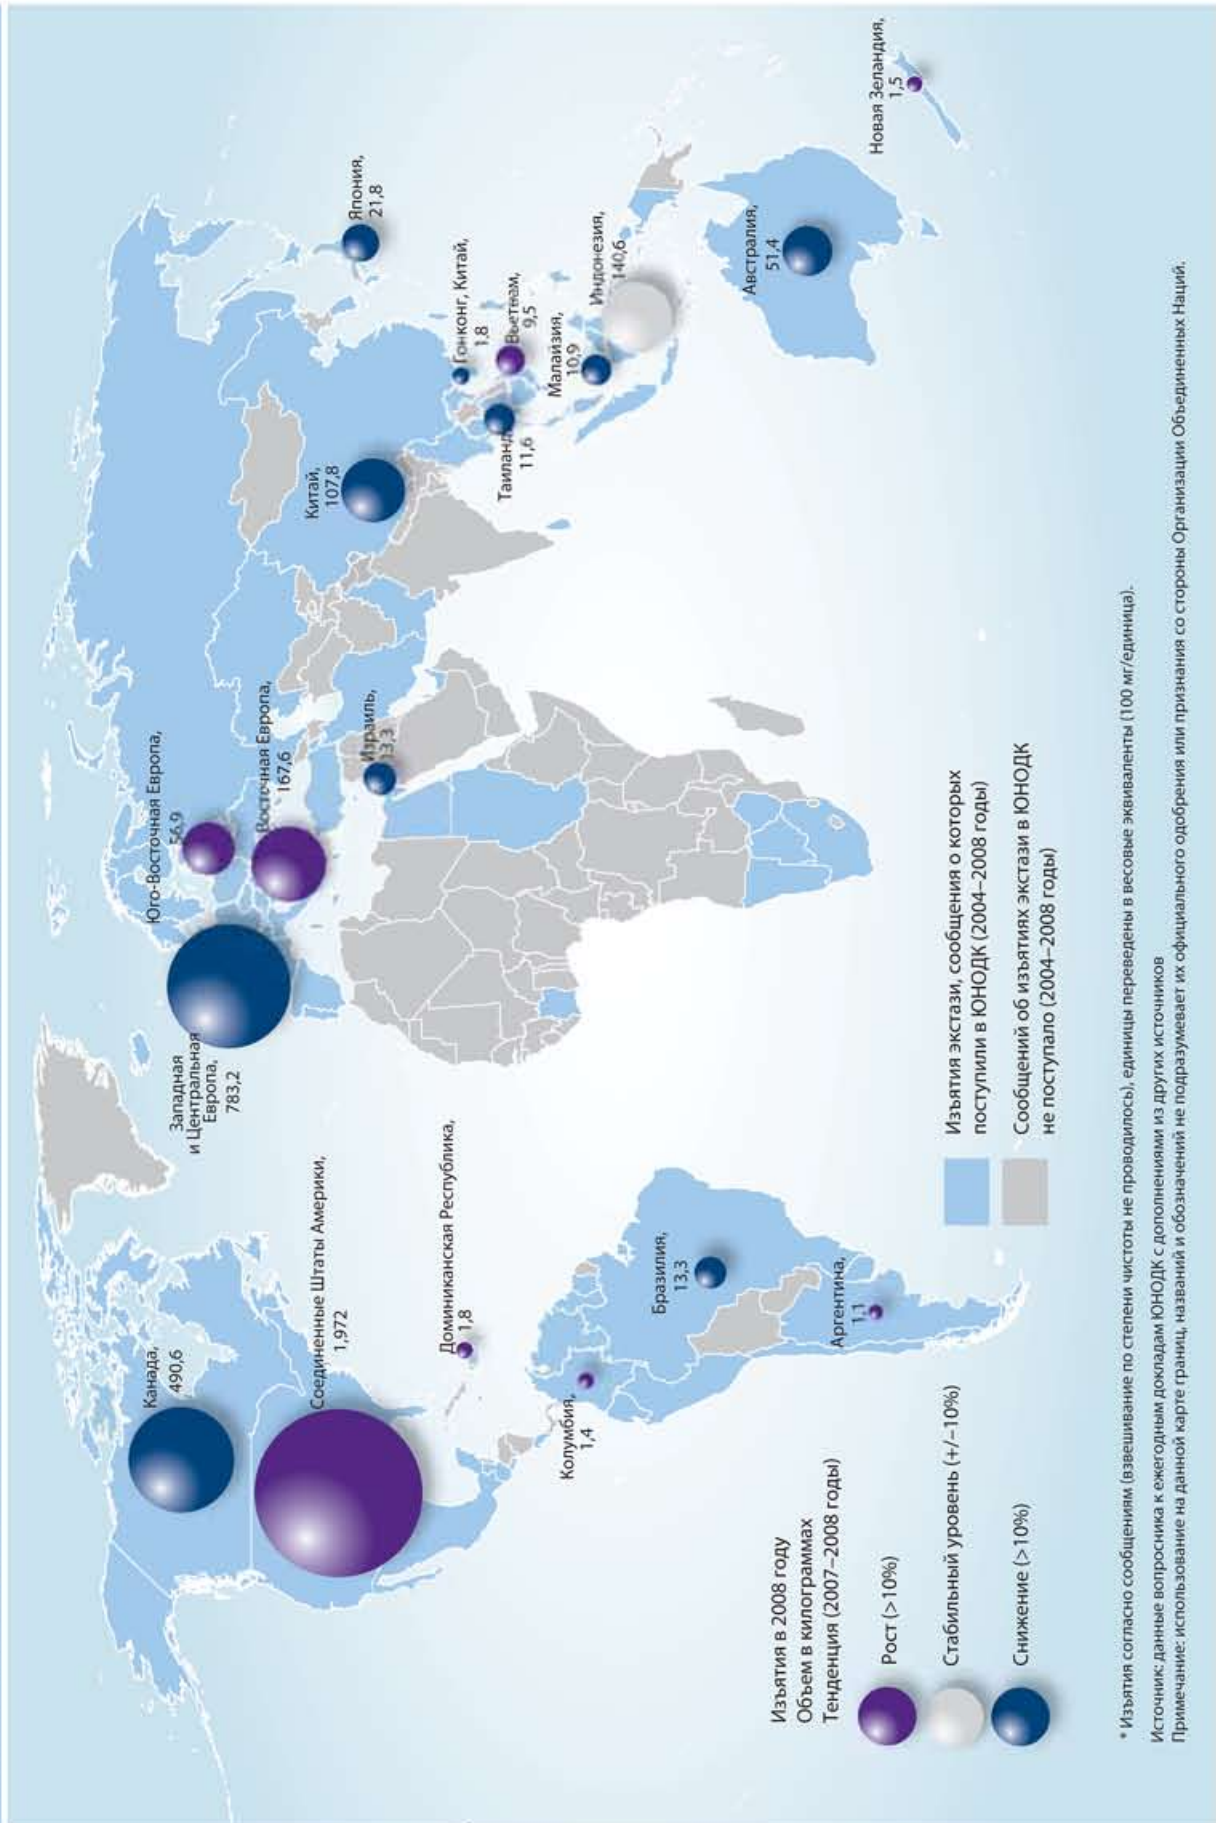 Канада,
490,6
Соединенные Штаты Америки,
1,972
Доминиканская Республика,
1,8
Колумбия,
1,4
Бразилия,
13,3
Аргентина,
1,1
Западная
и Центральная
Европа,
783,2
Юго-Восточная Европа,
56,9
Восточная Европа,
167,6
Израиль,
13,3
Китай,
107,8
Япония,
21,8
Гонконг, Китай,
1,8
Вьетнам,
9,5
Таиланд
11,6
Малайзия,
10,9
Индонезия,
140,6
Австралия,
51,4
Новая Зеландия,
1,5
Изъятия в 2008 году
Объем в килограммах
Тенденция (2007–2008 годы)
Рост (>10%)
Стабильный уровень (+/–10%)
Снижение (>10%)
Изъятия экстази, сообщения о которых
поступили в ЮНОДК (2004–2008 годы)
Сообщений об изъятиях экстази в ЮНОДК
не поступало (2004–2008 годы)
* Изъятия согласно сообщениям (взвешивание по степени чистоты не проводилось), единицы переведены в весовые эквиваленты (100 мг/единица).
Источник: данные вопросника к ежегодным докладам ЮНОДК с дополнениями из других источников
Примечание: использование на данной карте границ, названий и обозначений не подразумевает их официального одобрения или признания со стороны Организации Объединенных Наций.